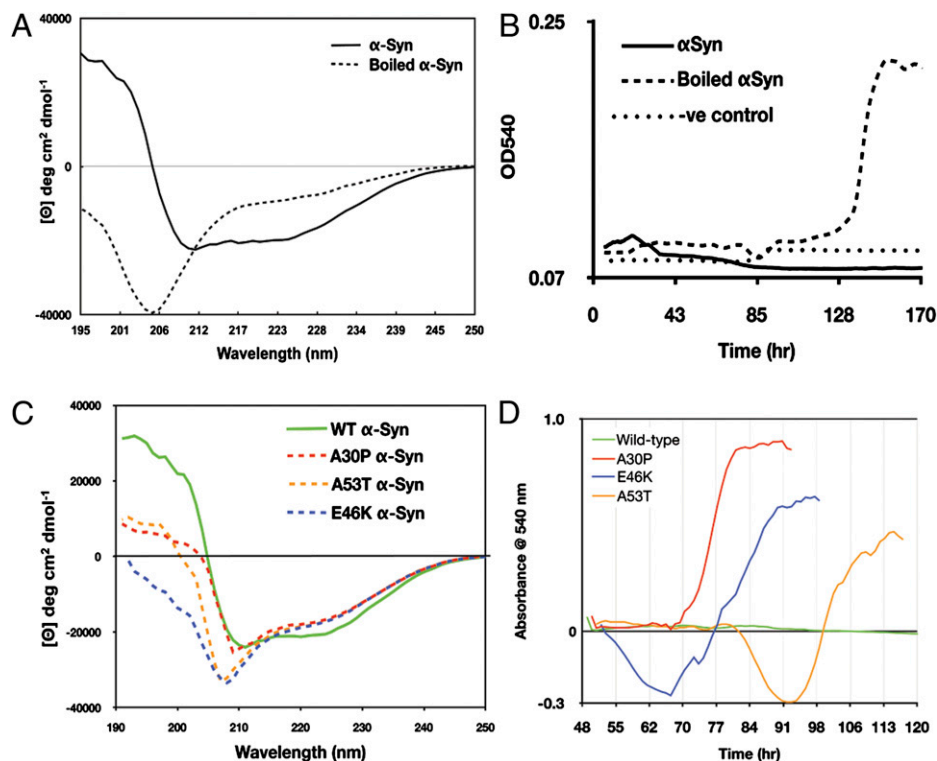 A
40000
20000
0
-20000
-40000
[Θ] deg cm² dmol⁻¹
α-Syn
Boiled α-Syn
195 201 206 212 217 223 228 234 239 245 250
Wavelength (nm)
B
0.25
0.07
OD540
αSyn
Boiled αSyn
-ve control
0 43 85 128 170
Time (hr)
C
40000
20000
0
-20000
-40000
[Θ] deg cm² dmol⁻¹
WT α-Syn
A30P α-Syn
A53T α-Syn
E46K α-Syn
190 200 210 220 230 240 250
Wavelength (nm)
D
1.0
0
-0.3
Absorbance @ 540 nm
Wild-type
A30P
E46K
A53T
48 55 62 70 77 84 91 98 106 113 120
Time (hr)